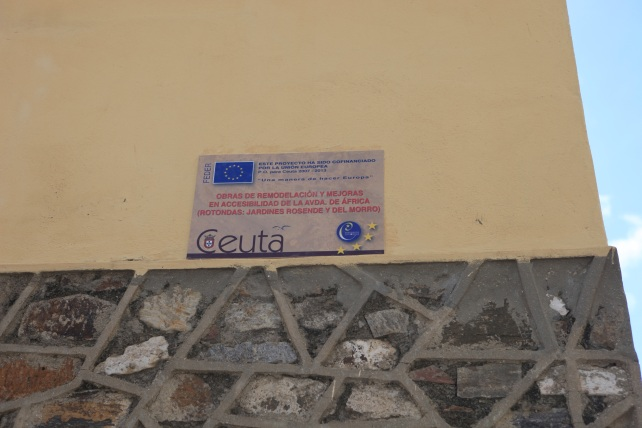 FEDER
ESTE PROYECTO HA SIDO COFINANCIADO
POR LA UNIÓN EUROPEA
P.O. para Ceuta 2007-2013
"Una manera de hacer Europa"
OBRAS DE REMODELACIÓN Y MEJORAS
EN ACCESIBILIDAD DE LA AVDA. DE ÁFRICA
(ROTONDAS: JARDINES ROSENDE Y DEL MORRO)
Ceuta